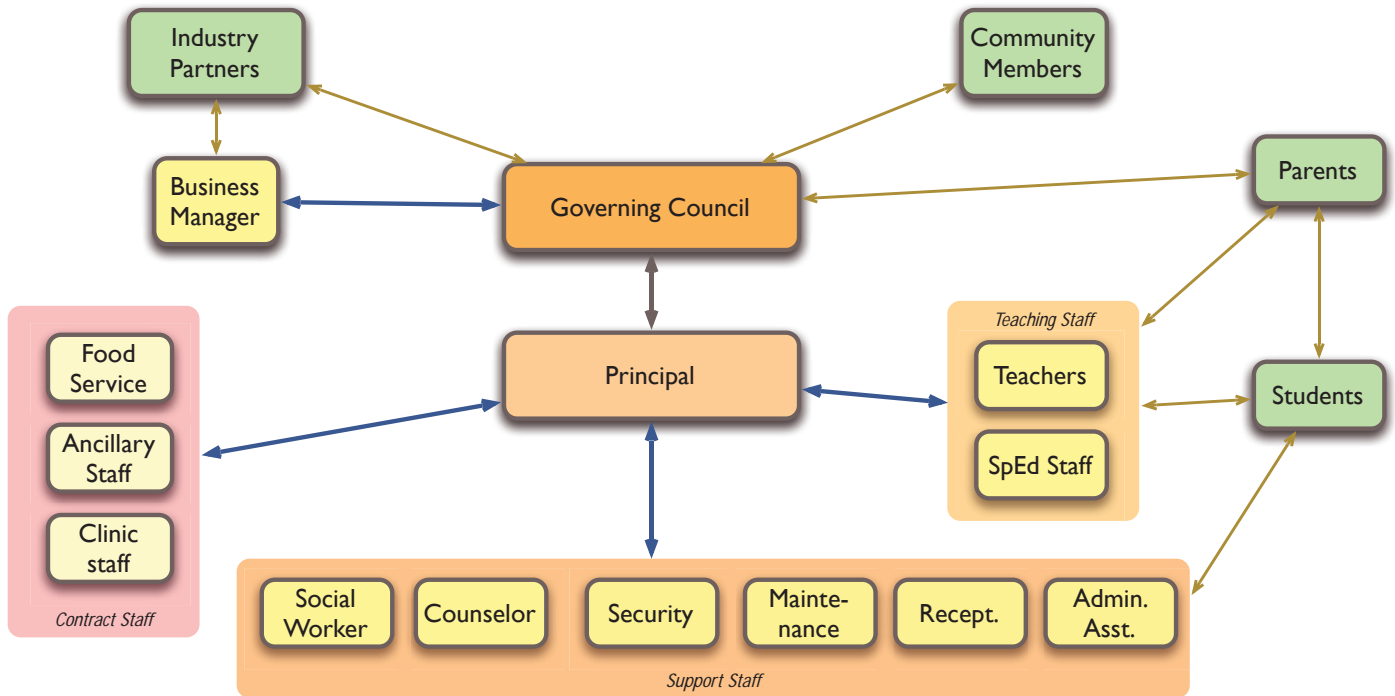 Industry
Partners
Community
Members
Business
Manager
Governing Council
Parents
Teaching Staff
Food
Service
Principal
Teachers
Students
Ancillary
Staff
SpEd Staff
Clinic
staff
Contract Staff
Social
Worker
Counselor
Security
Mainte-
nance
Recept.
Admin.
Asst.
Support Staff